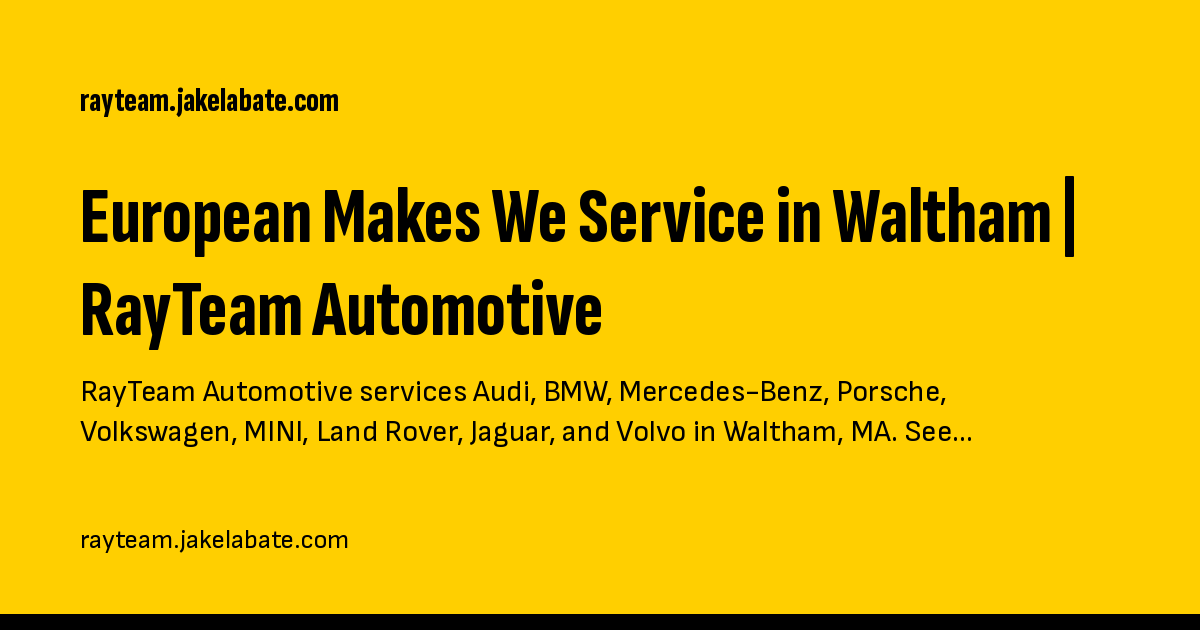 rayteam.jakelabate.com
European Makes We Service in Waltham |
RayTeam Automotive
RayTeam Automotive services Audi, BMW, Mercedes-Benz, Porsche,
Volkswagen, MINI, Land Rover, Jaguar, and Volvo in Waltham, MA. See...
rayteam.jakelabate.com